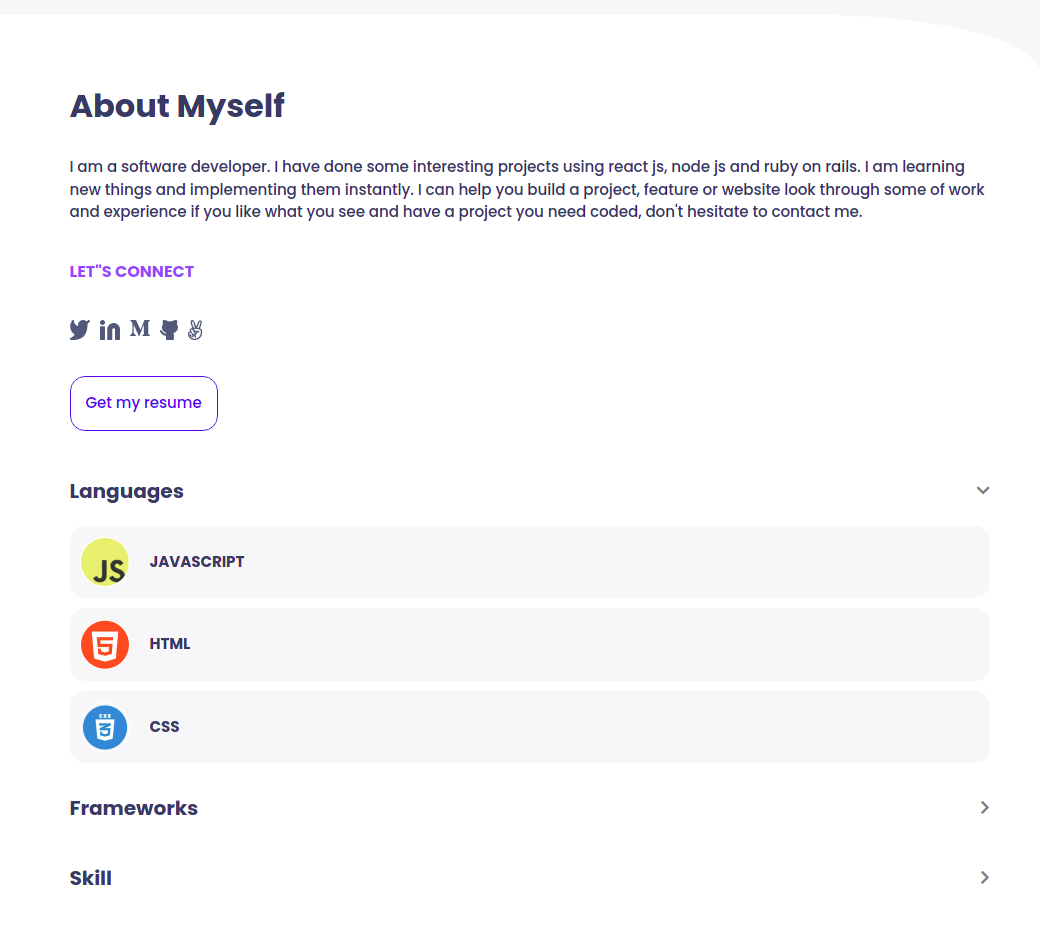 About Myself
I am a software developer. I have done some interesting projects using react js, node js and ruby on rails. I am learning
new things and implementing them instantly. I can help you build a project, feature or website look through some of work
and experience if you like what you see and have a project you need coded, don't hesitate to contact me.
LET"S CONNECT
M
Get my resume
Languages
JS JAVASCRIPT
5 HTML
CSS
3 CSS
Frameworks
Skill